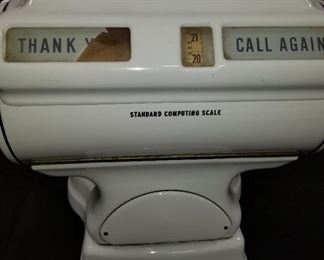 THANK Y
21
20
CALL AGAIN
STANDARD COMPUTING SCALE